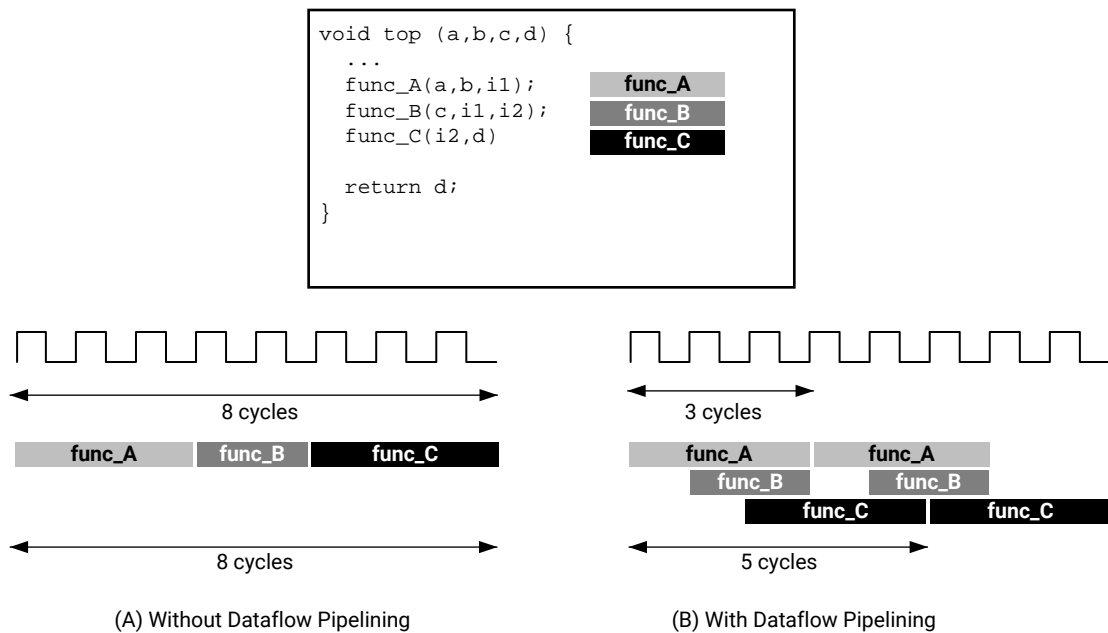 void top (a,b,c,d) {
...
func_A(a,b,i1);
func_B(c,i1,i2);
func_C(i2,d)
return d;
}
func_A
func_B
func_C
8 cycles
func_A func_B func_C
8 cycles
(A) Without Dataflow Pipelining
3 cycles
func_A func_A
func_B func_B
func_C func_C
5 cycles
(B) With Dataflow Pipelining